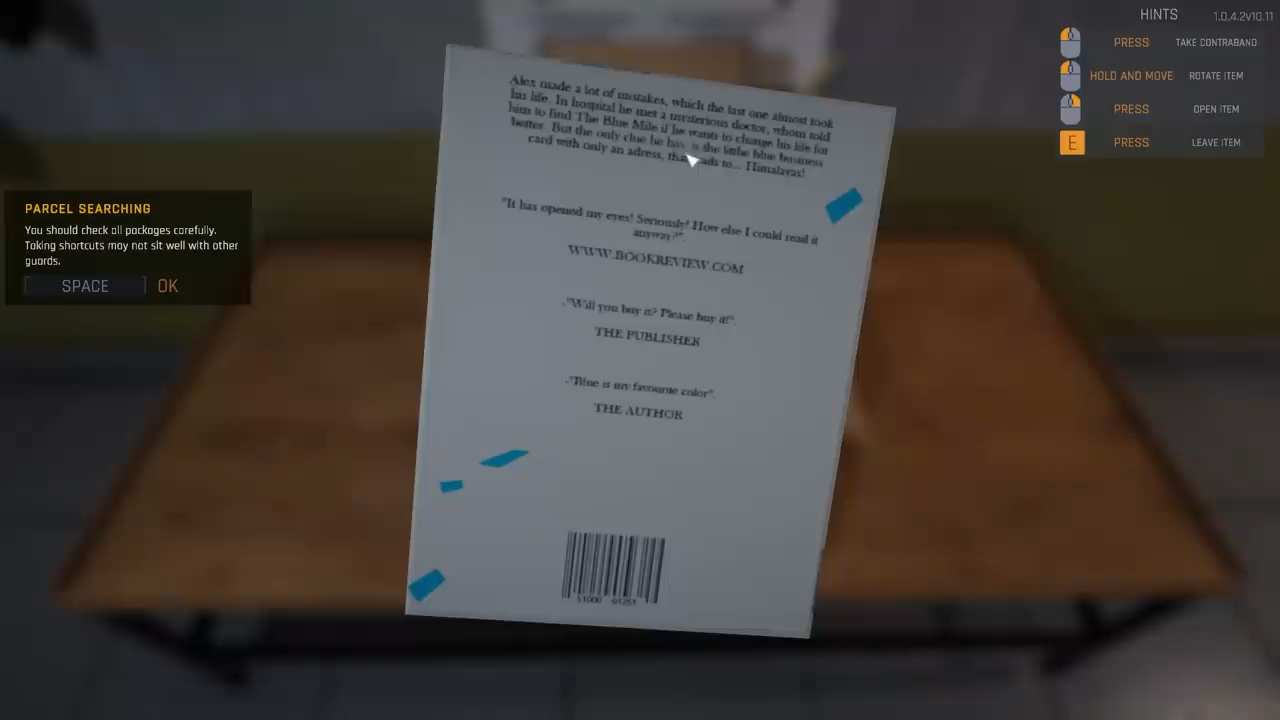 HINTS
1.0.4.2v10.11
PRESS TAKE CONTRABAND
HOLD AND MOVE ROTATE ITEM
PRESS OPEN ITEM
E PRESS LEAVE ITEM
PARCEL SEARCHING
You should check all packages carefully.
Taking shortcuts may not sit well with other
guards.
SPACE OK
Alex made a lot of mistakes, which the last one almost took
his life. In hospital he met a mysterious doctor, whom told
him to find The Blue Mile if he wants to change his life for
better. But the only clue he has is the little blue business
card with only an adress, that to... Himalayas!
"It has opened my eyes! Seriously! How else I could read it
anyway?".
WWW.BOOKREVIEW.COM
."Will you buy it? Please buy it!".
THE PUBLISHER
."Blue is my favourite color".
THE AUTHOR
51000 01251